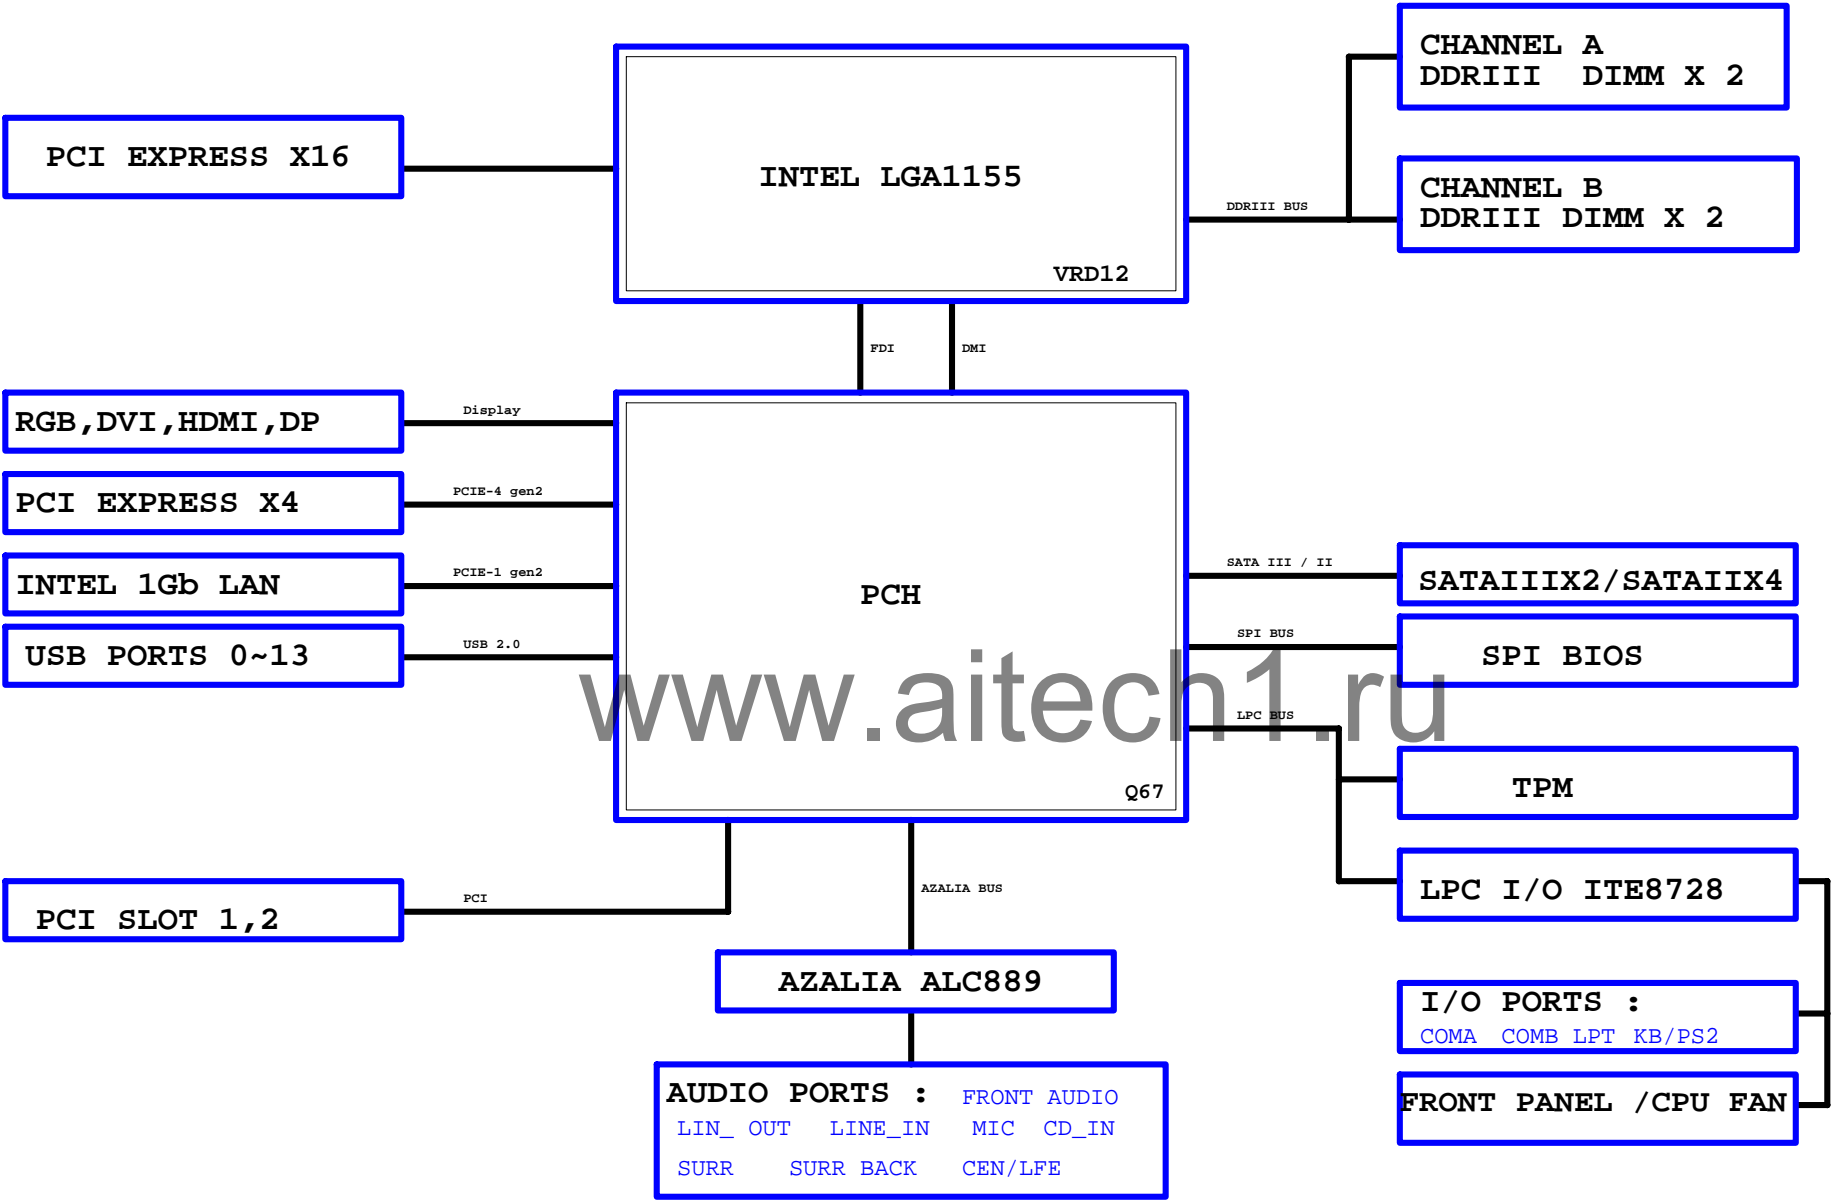 CHANNEL A
DDRIII DIMM X 2
PCI EXPRESS X16
INTEL LGA1155
VRD12
DDRIII BUS
CHANNEL B
DDRIII DIMM X 2
FDI
DMI
RGB,DVI,HDMI,DP
Display
PCI EXPRESS X4
PCIE-4 gen2
INTEL 1Gb LAN
PCIE-1 gen2
USB PORTS 0~13
USB 2.0
PCH
Q67
SATA III / II
SATAIIIX2/SATAIIX4
SPI BUS
SPI BIOS
www.aitech1.ru
LPC BUS
TPM
LPC I/O ITE8728
PCI SLOT 1,2
PCI
AZALIA BUS
AZALIA ALC889
I/O PORTS :
COMA COMB LPT KB/PS2
FRONT PANEL /CPU FAN
AUDIO PORTS : FRONT AUDIO
LIN_ OUT LINE_IN MIC CD_IN
SURR SURR BACK CEN/LFE